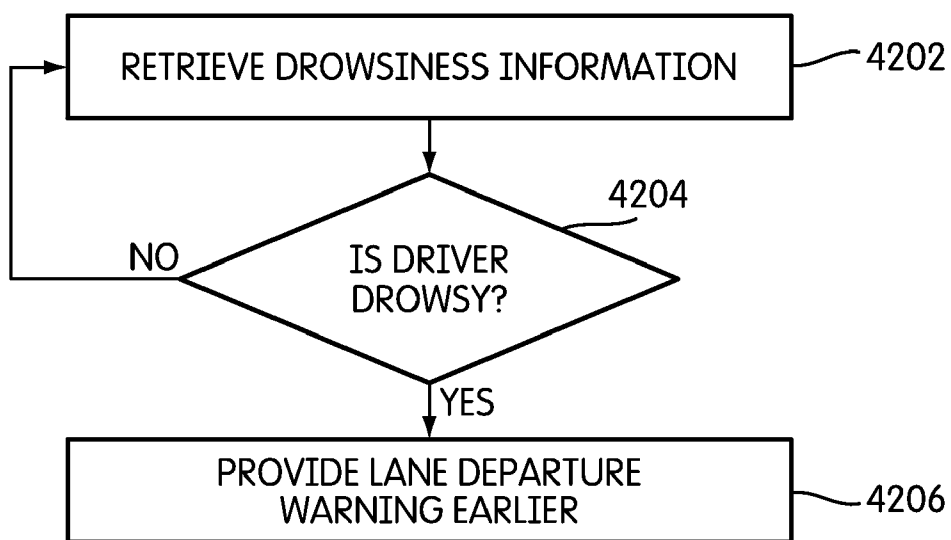 RETRIEVE DROWSINESS INFORMATION
4202
4204
IS DRIVER
DROWSY?
NO
YES
PROVIDE LANE DEPARTURE
WARNING EARLIER
4206